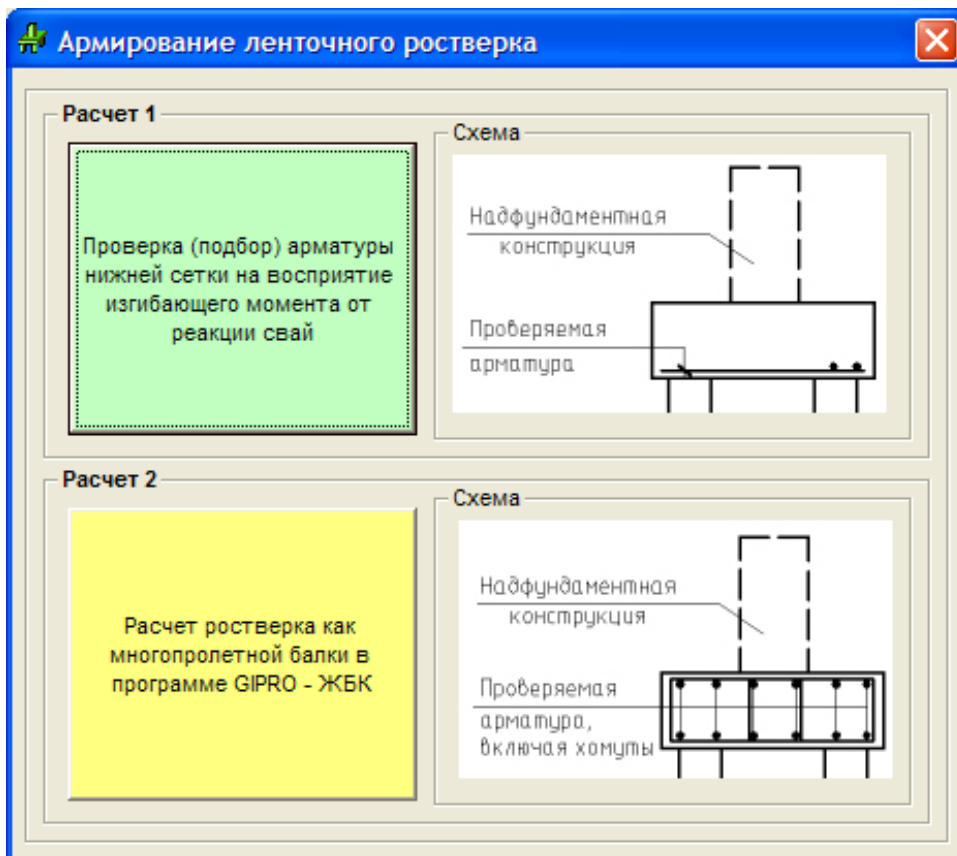 Армирование ленточного ростверка
Расчет 1
Проверка (подбор) арматуры
нижней сетки на восприятие
изгибающего момента от
реакции свай
Схема
Надфундаментная
конструкция
Проверяемая
арматура
Расчет 2
Расчет ростверка как
многопролетной балки в
программе GIPRO - ЖБК
Схема
Надфундаментная
конструкция
Проверяемая
арматура,
включая хомуты